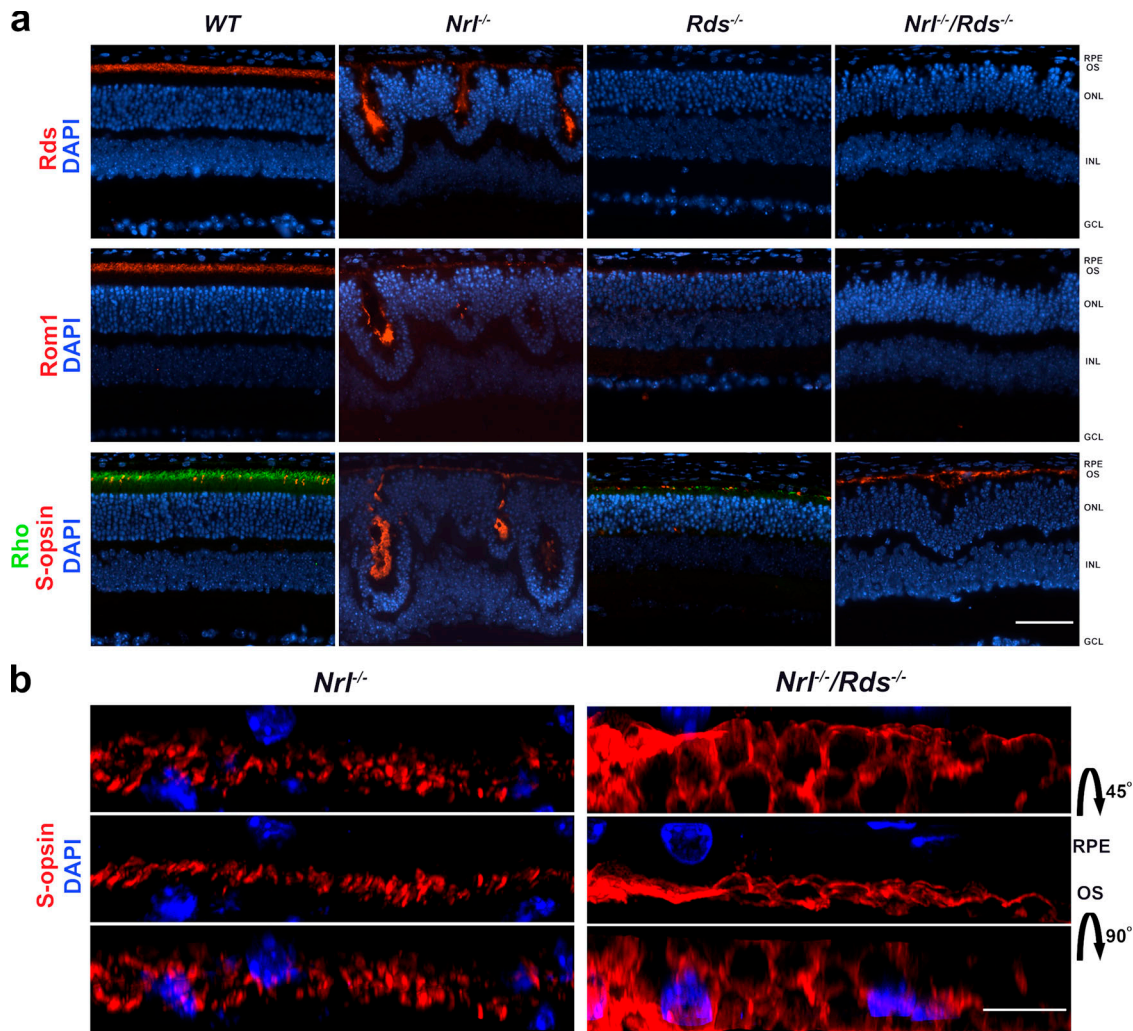 a
WT
Nrl-/-
Rds-/-
Nrl-/-/Rds-/-
Rds
DAPI
RPE
OS
ONL
INL
GCL
Rom1
DAPI
RPE
OS
ONL
INL
GCL
Rho
S-opsin
DAPI
RPE
OS
ONL
INL
GCL
b
Nrl-/-
Nrl-/-/Rds-/-
S-opsin
DAPI
45°
RPE
OS
90°